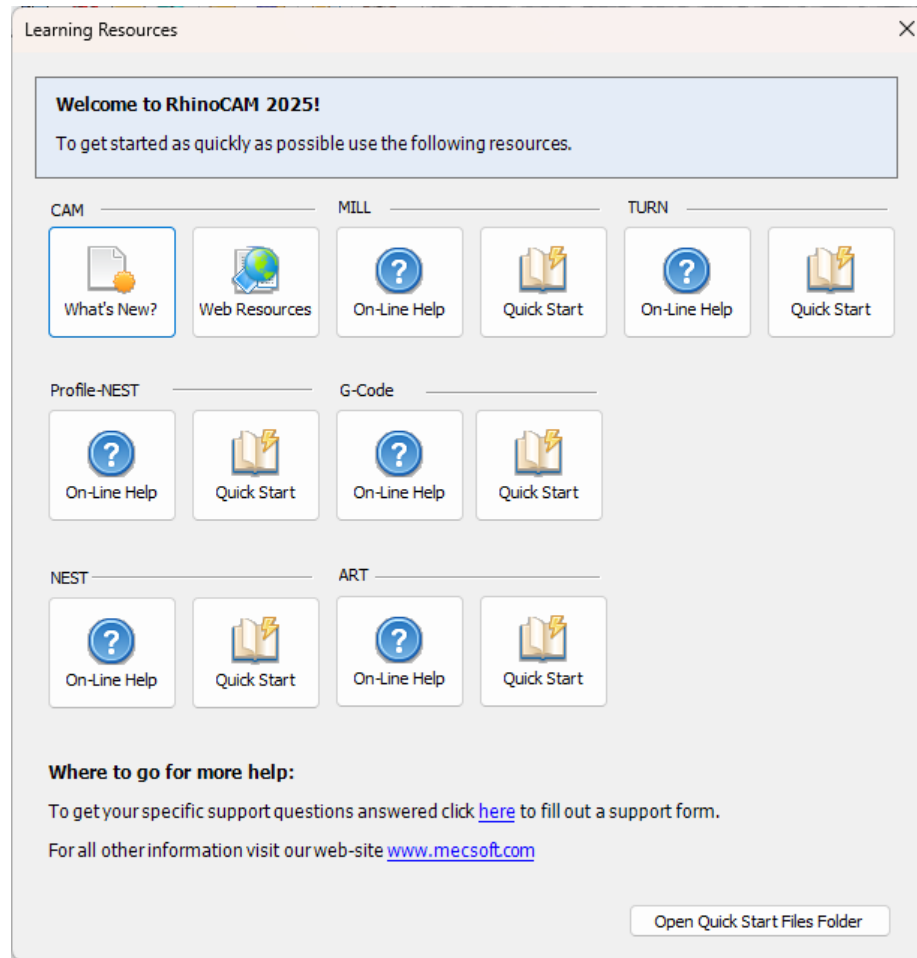 Learning Resources
Welcome to RhinoCAM 2025!
To get started as quickly as possible use the following resources.
CAM
MILL
TURN
What's New?
Web Resources
On-Line Help
Quick Start
On-Line Help
Quick Start
Profile-NEST
G-Code
On-Line Help
Quick Start
On-Line Help
Quick Start
NEST
ART
On-Line Help
Quick Start
On-Line Help
Quick Start
Where to go for more help:
To get your specific support questions answered click here to fill out a support form.
For all other information visit our web-site www.mecsoft.com
Open Quick Start Files Folder